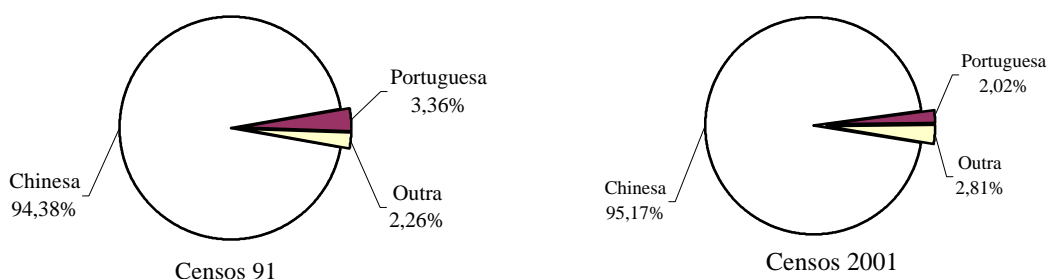 Portuguesa
3,36%
Chinesa
94,38%
Outra
2,26%
Censos 91
Portuguesa
2,02%
Chinesa
95,17%
Outra
2,81%
Censos 2001